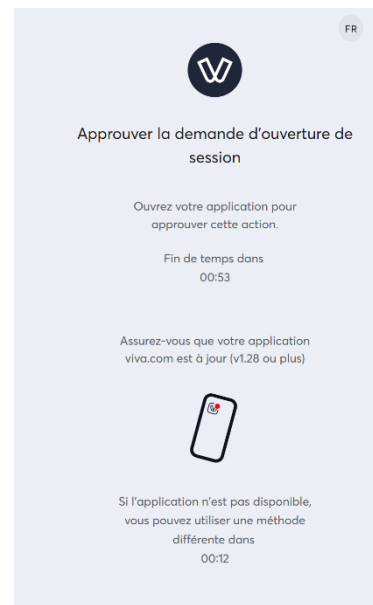 FR
Approuver la demande d'ouverture de
session
Ouvrez votre application pour
approuver cette action.
Fin de temps dans
00:53
Assurez-vous que votre application
viva.com est à jour (v1.28 ou plus)
Si l'application n'est pas disponible,
vous pouvez utiliser une méthode
différente dans
00:12